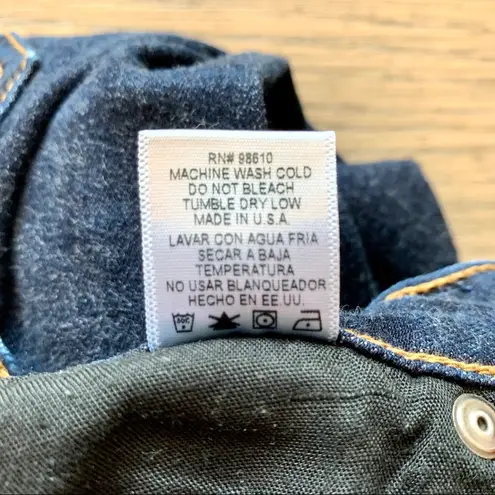 RN# 98610
MACHINE WASH COLD
DO NOT BLEACH
TUMBLE DRY LOW
MADE IN U.S.A.
LAVAR CON AGUA FRIA
SECAR A BAJA
TEMPERATURA
NO USAR BLANQUEADOR
HECHO EN EE.UU.